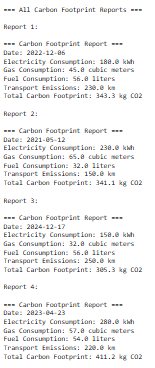 === All Carbon Footprint Reports ===
Report 1:
=== Carbon Footprint Report ===
Date: 2022-12-06
Electricity Consumption: 180.0 kWh
Gas Consumption: 45.0 cubic meters
Fuel Consumption: 56.0 liters
Transport Emissions: 230.0 km
Total Carbon Footprint: 343.3 kg CO2
Report 2:
=== Carbon Footprint Report ===
Date: 2021-05-12
Electricity Consumption: 230.0 kWh
Gas Consumption: 65.0 cubic meters
Fuel Consumption: 32.0 liters
Transport Emissions: 150.0 km
Total Carbon Footprint: 341.1 kg CO2
Report 3:
=== Carbon Footprint Report ===
Date: 2024-12-17
Electricity Consumption: 150.0 kWh
Gas Consumption: 32.0 cubic meters
Fuel Consumption: 56.0 liters
Transport Emissions: 250.0 km
Total Carbon Footprint: 305.3 kg CO2
Report 4:
=== Carbon Footprint Report ===
Date: 2023-04-23
Electricity Consumption: 280.0 kWh
Gas Consumption: 57.0 cubic meters
Fuel Consumption: 54.0 liters
Transport Emissions: 220.0 km
Total Carbon Footprint: 411.2 kg CO2